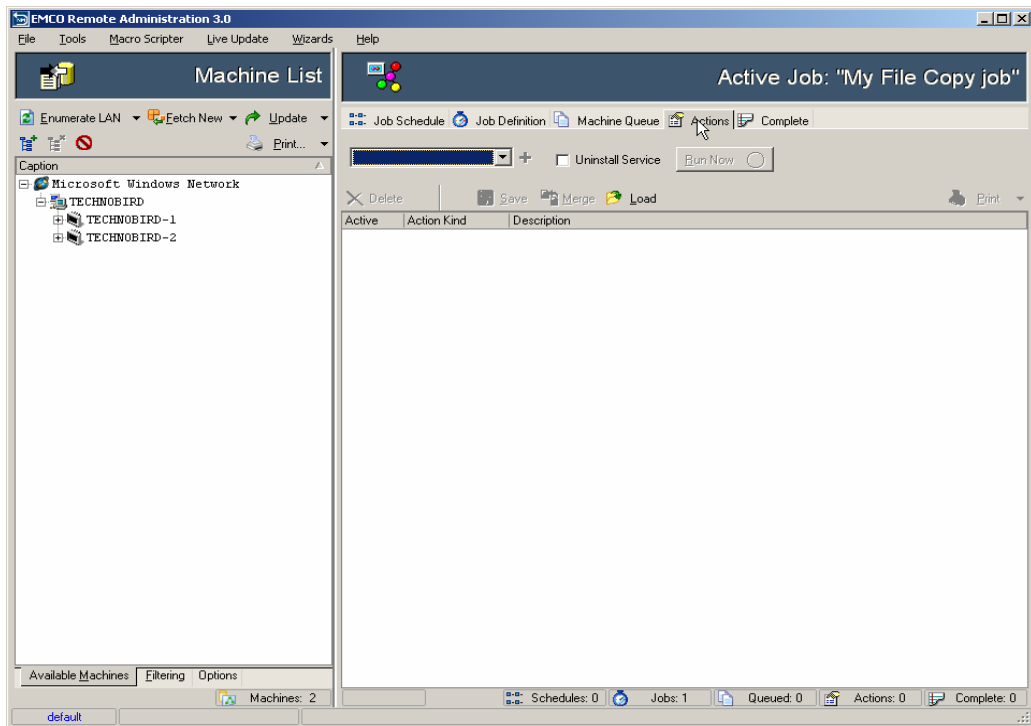 EMCO Remote Administration 3.0
File Tools Macro Scripter Live Update Wizards Help
Machine List
Active Job: "My File Copy job"
Enumerate LAN Fetch New Update
Print...
Job Schedule Job Definition Machine Queue Actions Complete
Uninstall Service Run Now
Caption
Delete Save Merge Load Print
Active Action Kind Description
Microsoft Windows Network
TECHNOBIRD
TECHNOBIRD-1
TECHNOBIRD-2
Available Machines Filtering Options
Machines: 2
Schedules: 0 Jobs: 1 Queued: 0 Actions: 0 Complete: 0
default